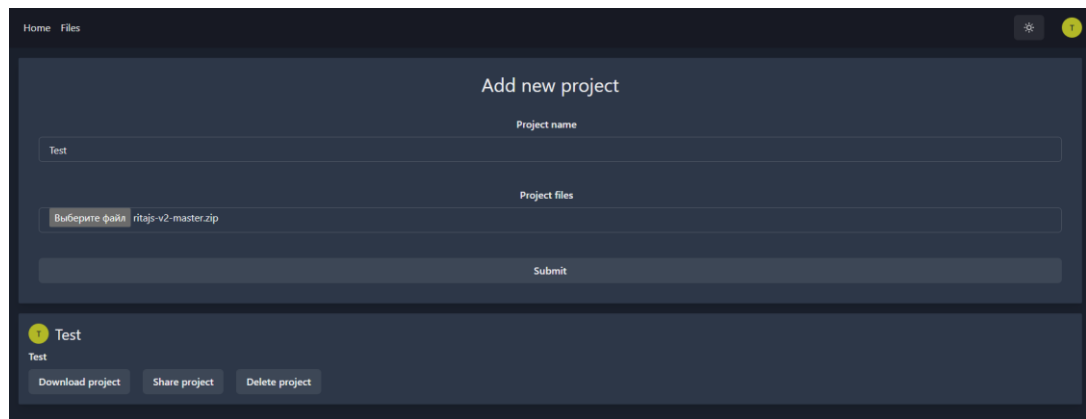 Home Files T
Add new project
Project name
Test
Project files
Выберите файл ritajs-v2-master.zip
Submit
T Test
Test
Download project Share project Delete project